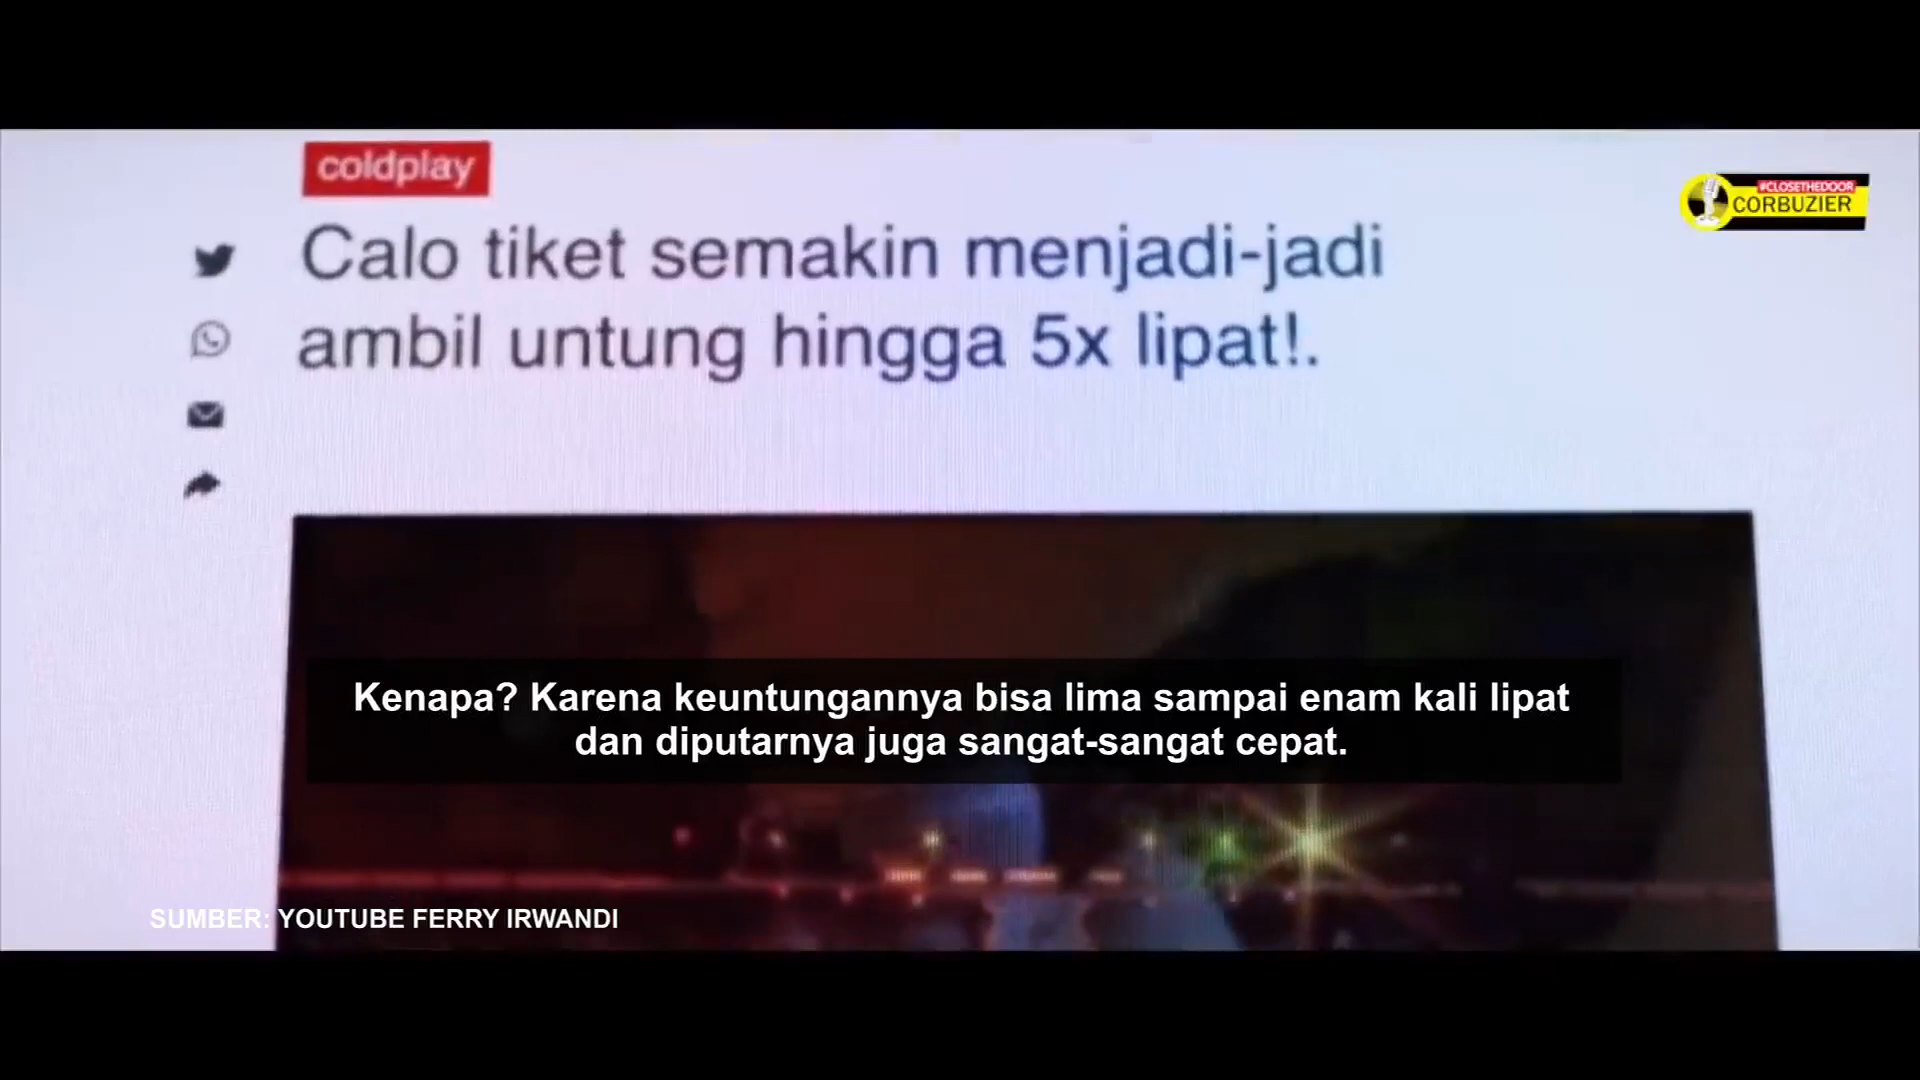 coldplay
#CLOSETHEDOOR
CORBUZIER
Calo tiket semakin menjadi-jadi
ambil untung hingga 5x lipat!.
Kenapa? Karena keuntungannya bisa lima sampai enam kali lipat
dan diputarnya juga sangat-sangat cepat.
SUMBER: YOUTUBE FERRY IRWANDI